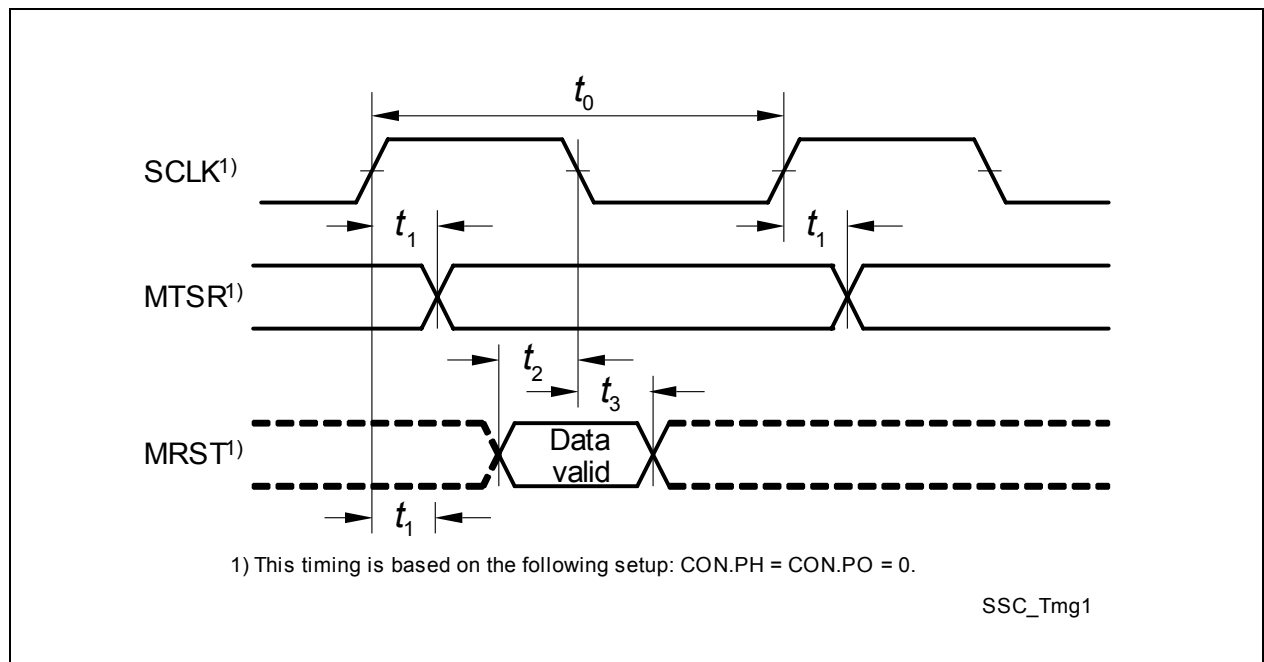 t0
SCLK1)
t1 t1
MTSR1)
t2
t3
MRST1) Data
valid
t1
1) This timing is based on the following setup: CON.PH = CON.PO = 0.
SSC_Tmg1